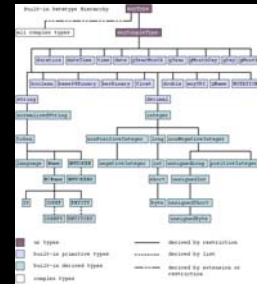 Built-in Datatype Hierarchy
anyType
all complex types
anySimpleType
duration dateTime time date gYearMonth gYear gMonthDay gDay gMonth
boolean base64Binary hexBinary float double anyURI QName NOTATION
string decimal
normalizedString integer
token nonPositiveInteger long nonNegativeInteger
language Name NMTOKEN negativeInteger int unsignedLong positiveInteger
NCName NMTOKENS short unsignedInt
ID IDREF ENTITY byte unsignedShort
IDREFS ENTITIES unsignedByte
ur types derived by restriction
built-in primitive types derived by list
built-in derived types derived by extension or restriction
complex types